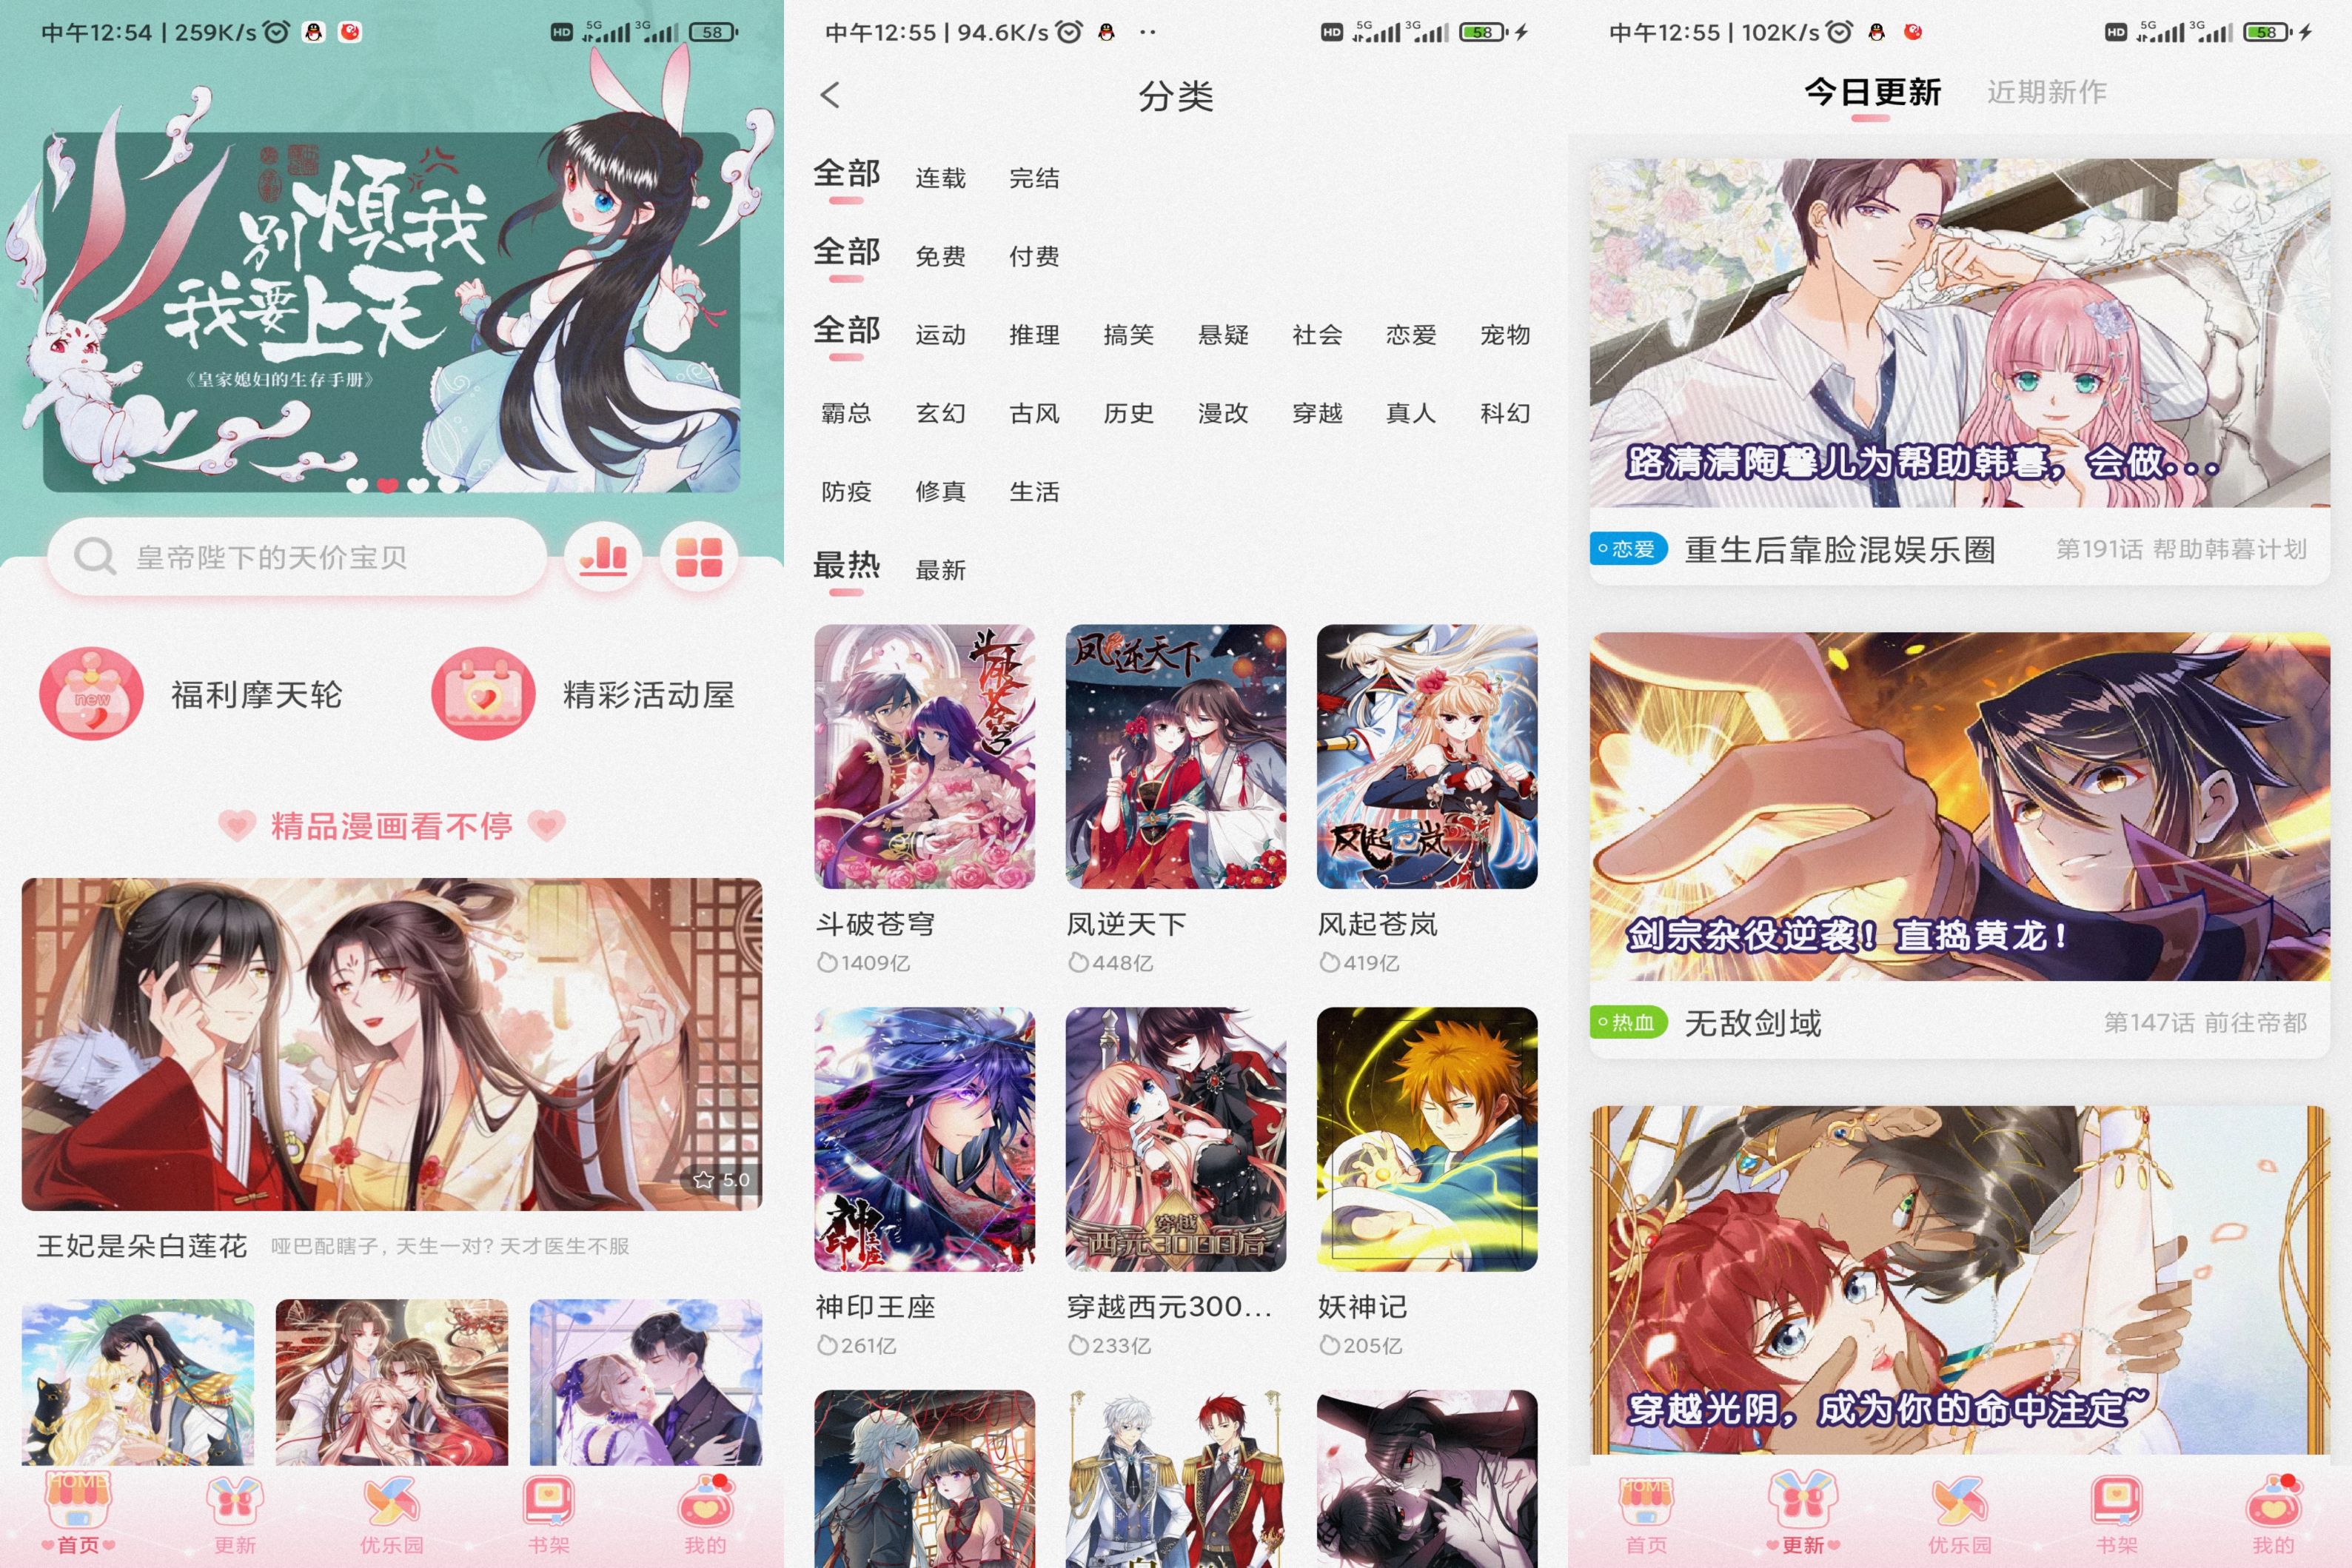 中午12:54 | 259K/s
HD 5G 3G 58
别烦我
我要上天
《皇家媳妇的生存手册》
皇帝陛下的天价宝贝
new
福利摩天轮
精彩活动屋
精品漫画看不停
☆ 5.0
王妃是朵白莲花 哑巴配瞎子，天生一对？天才医生不服
HOME
首页 更新 优乐园 书架 我的
中午12:55 | 94.6K/s
HD 5G 3G 58
分类
全部 连载 完结
全部 免费 付费
全部 运动 推理 搞笑 悬疑 社会 恋爱 宠物
霸总 玄幻 古风 历史 漫改 穿越 真人 科幻
防疫 修真 生活
最热 最新
斗破苍穹
凤逆天下
风起苍岚
斗破苍穹 凤逆天下 风起苍岚
1409亿 448亿 419亿
神印王座
穿越
西元3000后
神印王座 穿越西元300... 妖神记
261亿 233亿 205亿
中午12:55 | 102K/s
HD 5G 3G 58
今日更新 近期新作
路清清陶馨儿为帮助韩暮，会做...
恋爱 重生后靠脸混娱乐圈 第191话 帮助韩暮计划
剑宗杂役逆袭！直捣黄龙！
热血 无敌剑域 第147话 前往帝都
穿越光阴，成为你的命中注定~
HOME
首页 更新 优乐园 书架 我的